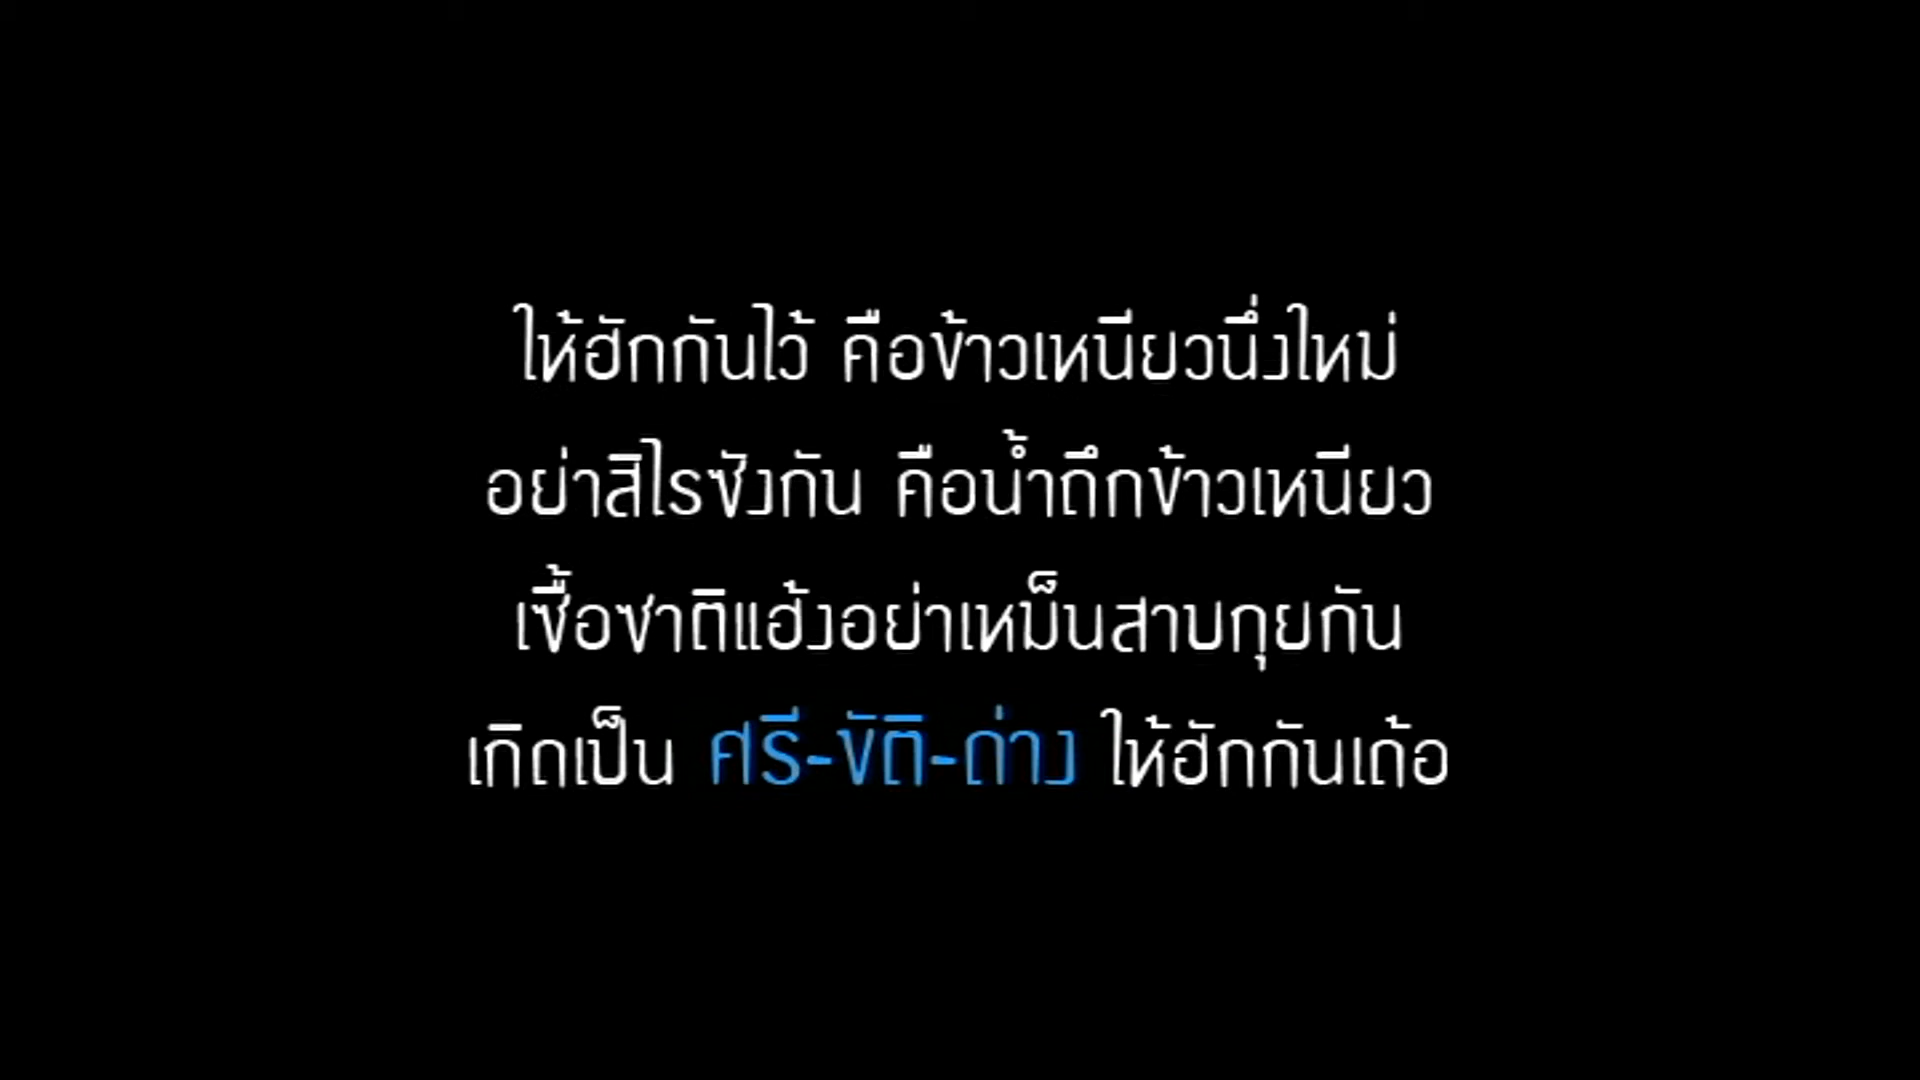 ให้ฮักกันไว้ คือข้าวเหนียวนึ่งใหม่
อย่าสิไรซังกัน คือน้ำถึกข้าวเหนียว
เซื้อซาติแฮ้งอย่าเหม็นสาบกุยกัน
เกิดเป็น ศรี-ขัติ-ด่าง ให้ฮักกันเด้อ